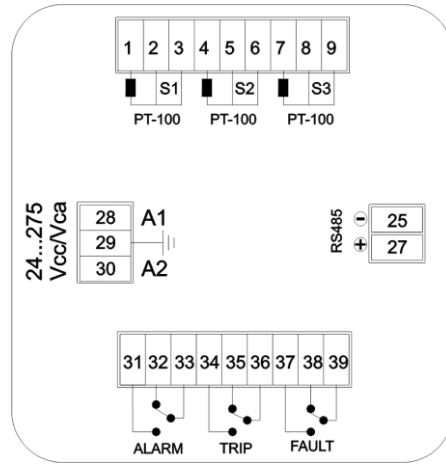 1 2 3 4 5 6 7 8 9
S1 S2 S3
PT-100 PT-100 PT-100
24...275
Vcc/Vca
28 A1
29
30 A2
RS485
- 25
+ 27
31 32 33 34 35 36 37 38 39
ALARM TRIP FAULT